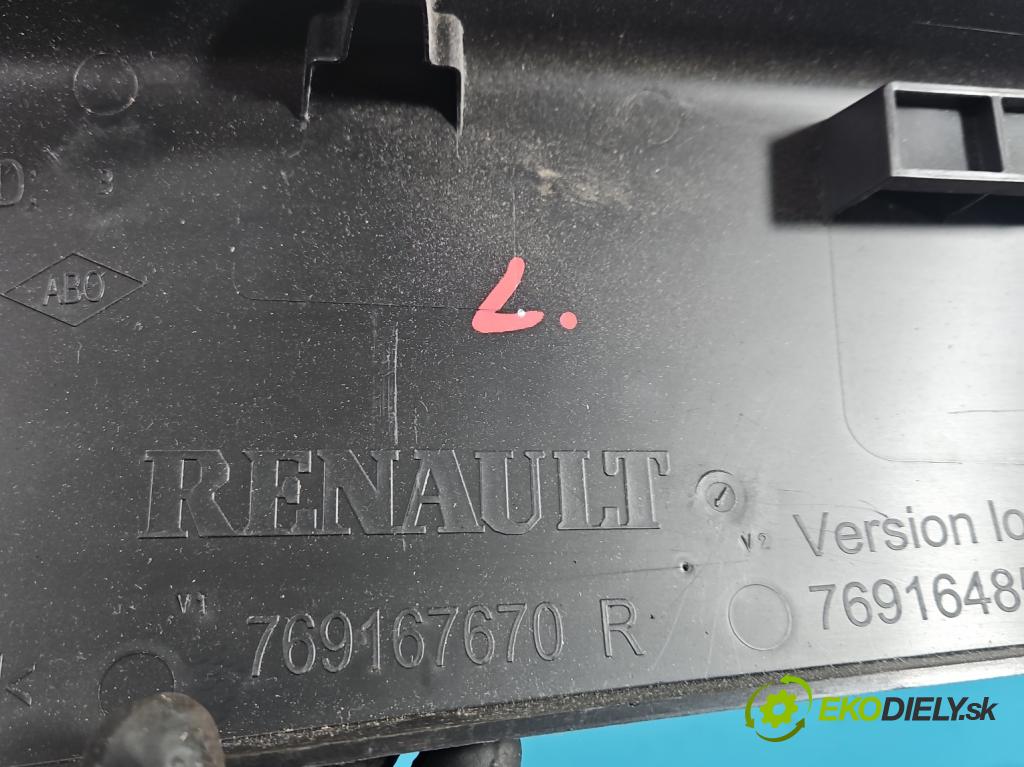 ABO
L.
RENAULT
V2 Version lo
V1 769167670 R
7691648
EKODIELY.sk